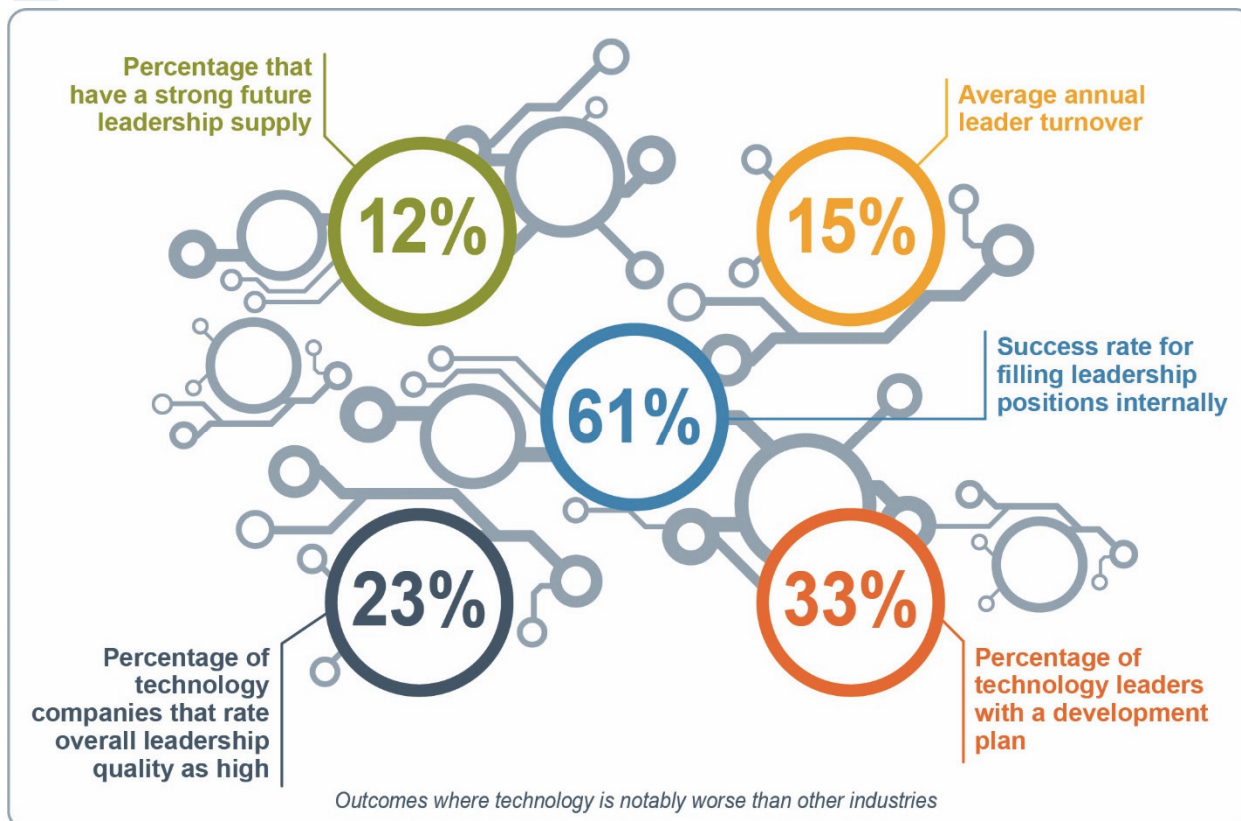 Percentage that
have a strong future
leadership supply
12%
Average annual
leader turnover
15%
Success rate for
filling leadership
positions internally
61%
23%
Percentage of
technology
companies that rate
overall leadership
quality as high
33%
Percentage of
technology leaders
with a development
plan
Outcomes where technology is notably worse than other industries